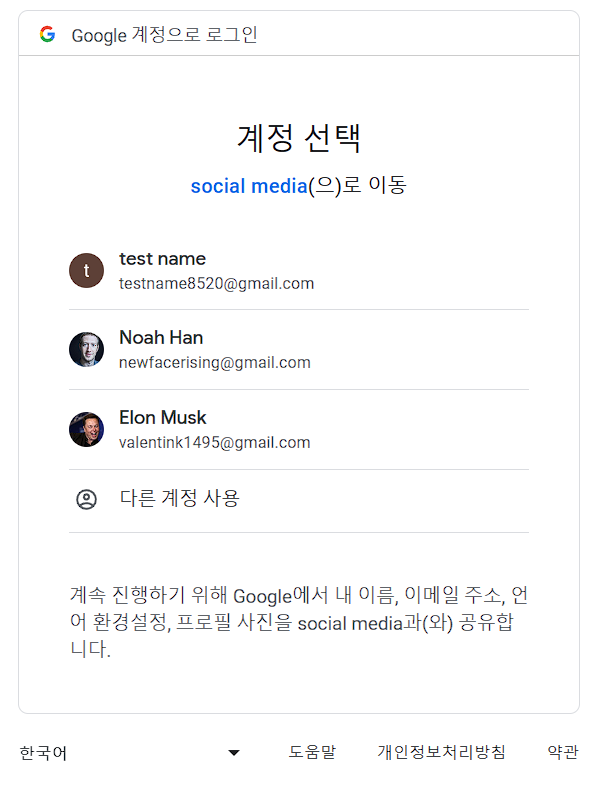 Google 계정으로 로그인
계정 선택
social media(으)로 이동
t
test name
testname8520@gmail.com
Noah Han
newfacerising@gmail.com
Elon Musk
valentink1495@gmail.com
다른 계정 사용
계속 진행하기 위해 Google에서 내 이름, 이메일 주소, 언
어 환경설정, 프로필 사진을 social media과(와) 공유합
니다.
한국어 도움말 개인정보처리방침 약관